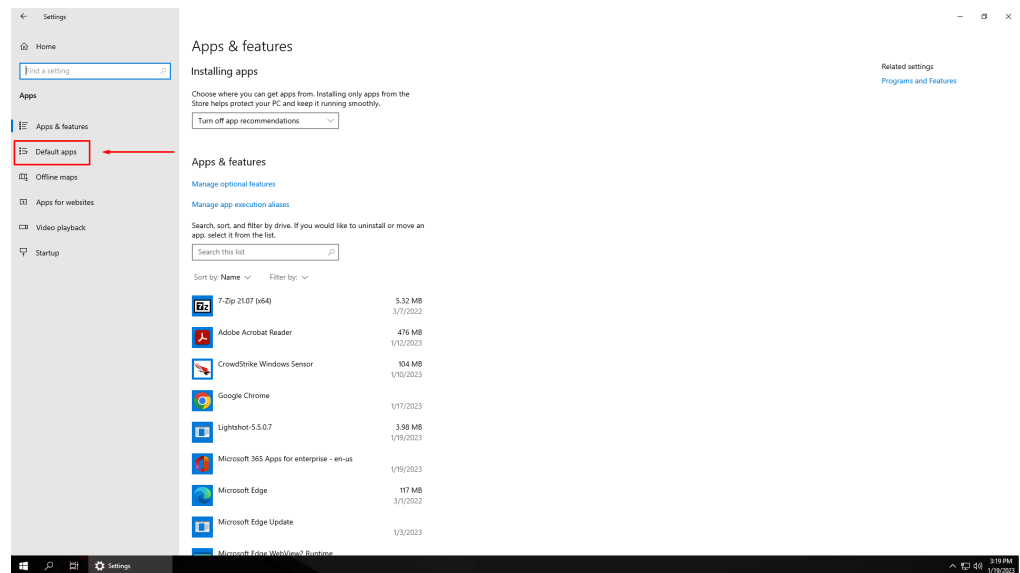 Settings
Home
Find a setting
Apps
Apps & features
Default apps
Offline maps
Apps for websites
Video playback
Startup
Apps & features
Installing apps
Choose where you can get apps from. Installing only apps from the
Store helps protect your PC and keep it running smoothly.
Turn off app recommendations
Apps & features
Manage optional features
Manage app execution aliases
Search, sort, and filter by drive. If you would like to uninstall or move an
app, select it from the list.
Search this list
Sort by: Name Filter by:
7-Zip 21.07 (x64) 5.32 MB
3/7/2022
Adobe Acrobat Reader 476 MB
1/12/2023
CrowdStrike Windows Sensor 104 MB
1/10/2023
Google Chrome
1/17/2023
Lightshot-5.5.0.7 3.98 MB
1/19/2023
Microsoft 365 Apps for enterprise - en-us
1/19/2023
Microsoft Edge 117 MB
3/1/2022
Microsoft Edge Update
1/3/2023
Microsoft Edge WebView2 Runtime
Related settings
Programs and Features
Settings
3:19 PM
1/19/2023